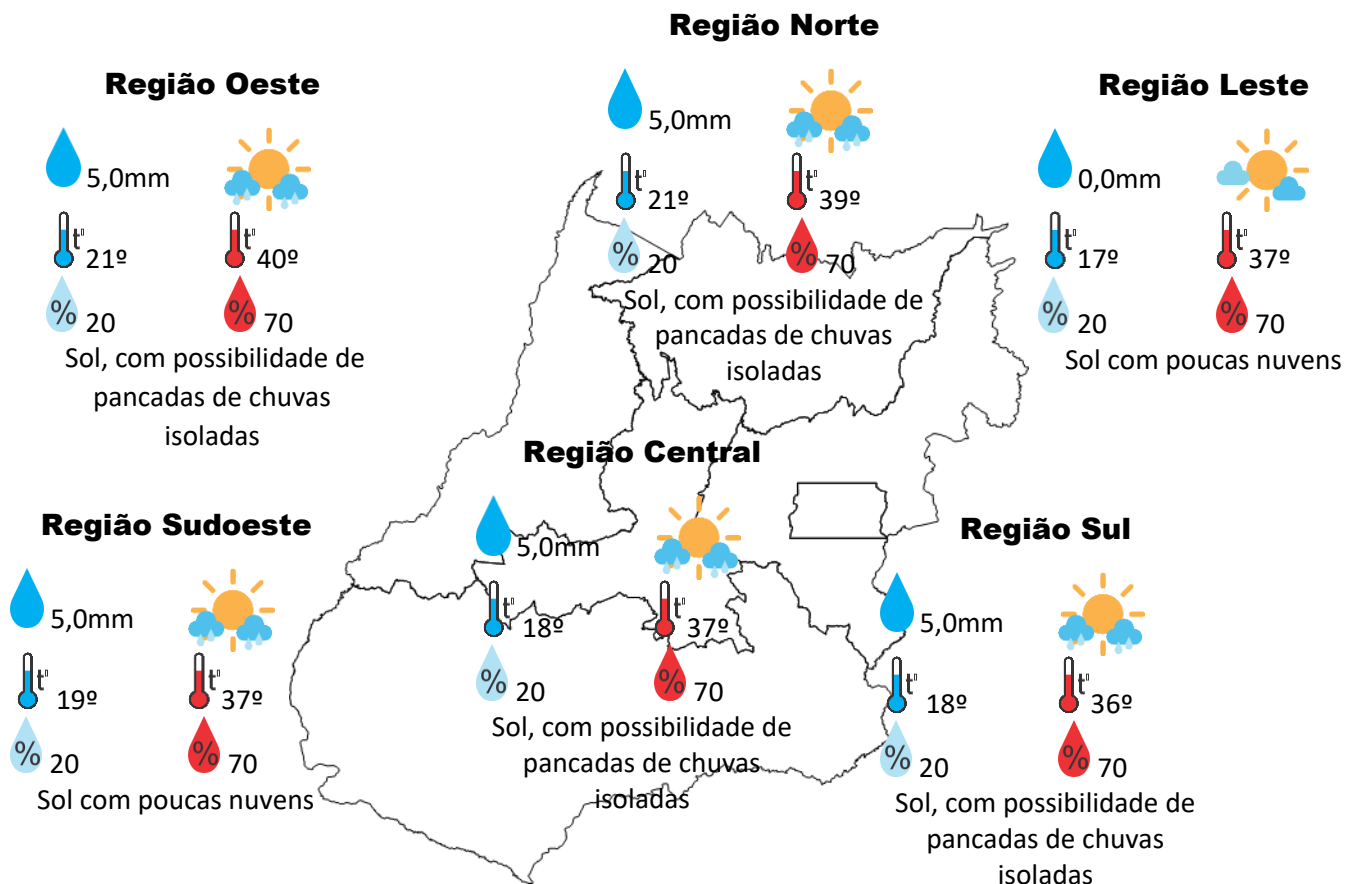 Região Norte
5,0mm
t°
21º
t°
39º
%
20
%
70
Sol, com possibilidade de
pancadas de chuvas
isoladas
Região Oeste
5,0mm
t°
21º
t°
40º
%
20
%
70
Sol, com possibilidade de
pancadas de chuvas
isoladas
Região Leste
0,0mm
t°
17º
t°
37º
%
20
%
70
Sol com poucas nuvens
Região Central
5,0mm
t°
18º
t°
37º
%
20
%
70
Sol, com possibilidade de
pancadas de chuvas
isoladas
Região Sudoeste
5,0mm
t°
19º
t°
37º
%
20
%
70
Sol com poucas nuvens
Região Sul
5,0mm
t°
18º
t°
36º
%
20
%
70
Sol, com possibilidade de
pancadas de chuvas
isoladas